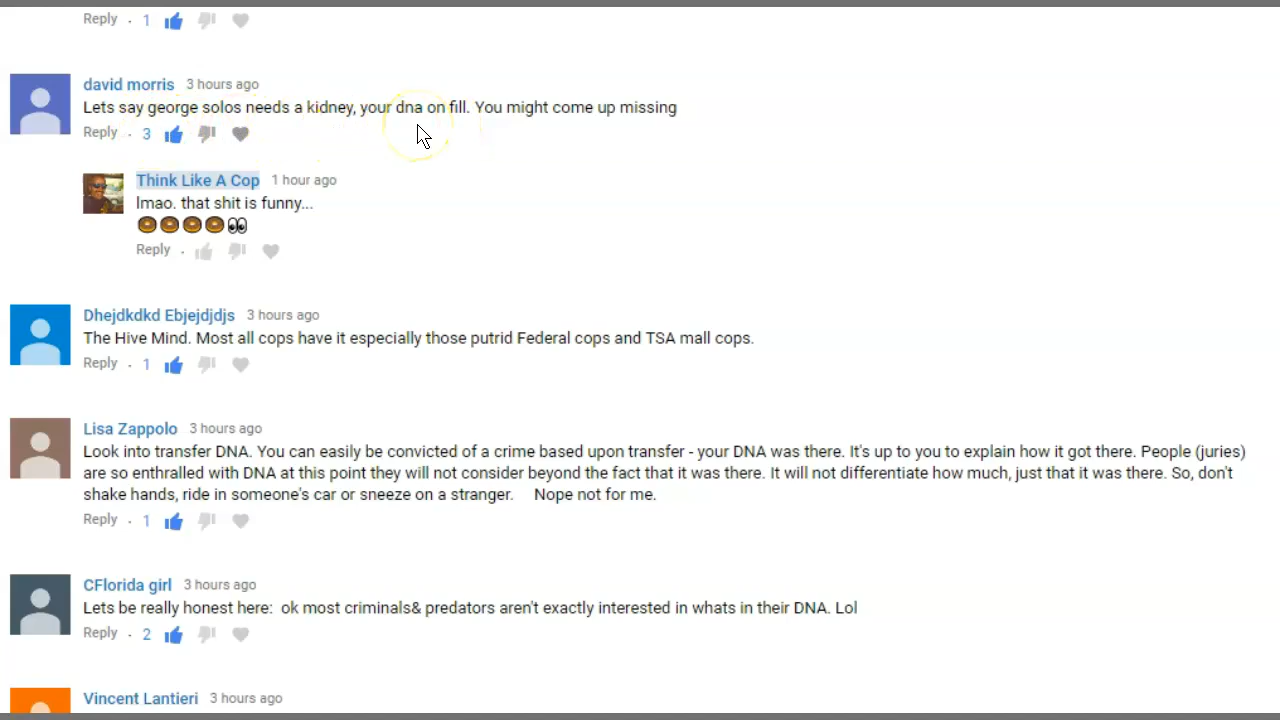 Reply . 1
david morris 3 hours ago
Lets say george solos needs a kidney, your dna on fill. You might come up missing
Reply . 3
Think Like A Cop 1 hour ago
lmao. that shit is funny...
🍩🍩🍩🍩👀
Reply .
Dhejdkdkd Ebjejdjdjs 3 hours ago
The Hive Mind. Most all cops have it especially those putrid Federal cops and TSA mall cops.
Reply . 1
Lisa Zappolo 3 hours ago
Look into transfer DNA. You can easily be convicted of a crime based upon transfer - your DNA was there. It's up to you to explain how it got there. People (juries)
are so enthralled with DNA at this point they will not consider beyond the fact that it was there. It will not differentiate how much, just that it was there. So, don't
shake hands, ride in someone's car or sneeze on a stranger. Nope not for me.
Reply . 1
CFlorida girl 3 hours ago
Lets be really honest here: ok most criminals& predators aren't exactly interested in whats in their DNA. Lol
Reply . 2
Vincent Lantieri 3 hours ago